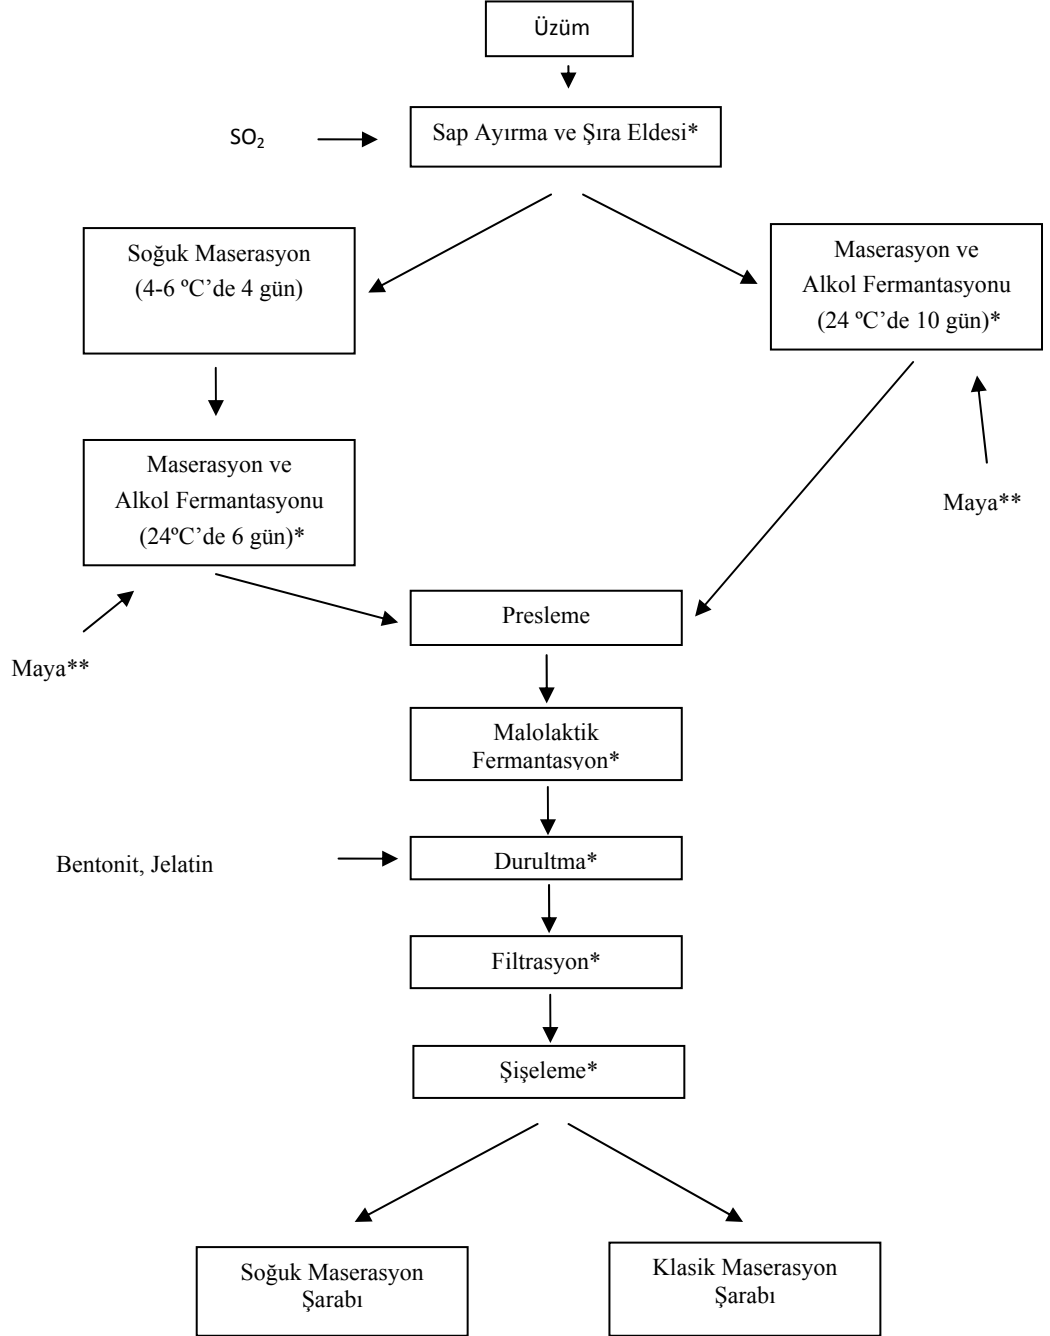 Üzüm
SO₂
Sap Ayırma ve Şıra Eldesi*
Soğuk Maserasyon
(4-6 ºC’de 4 gün)
Maserasyon ve
Alkol Fermantasyonu
(24 ºC’de 10 gün)*
Maserasyon ve
Alkol Fermantasyonu
(24ºC’de 6 gün)*
Maya**
Maya**
Presleme
Malolaktik
Fermantasyon*
Bentonit, Jelatin
Durultma*
Filtrasyon*
Şişeleme*
Soğuk Maserasyon
Şarabı
Klasik Maserasyon
Şarabı